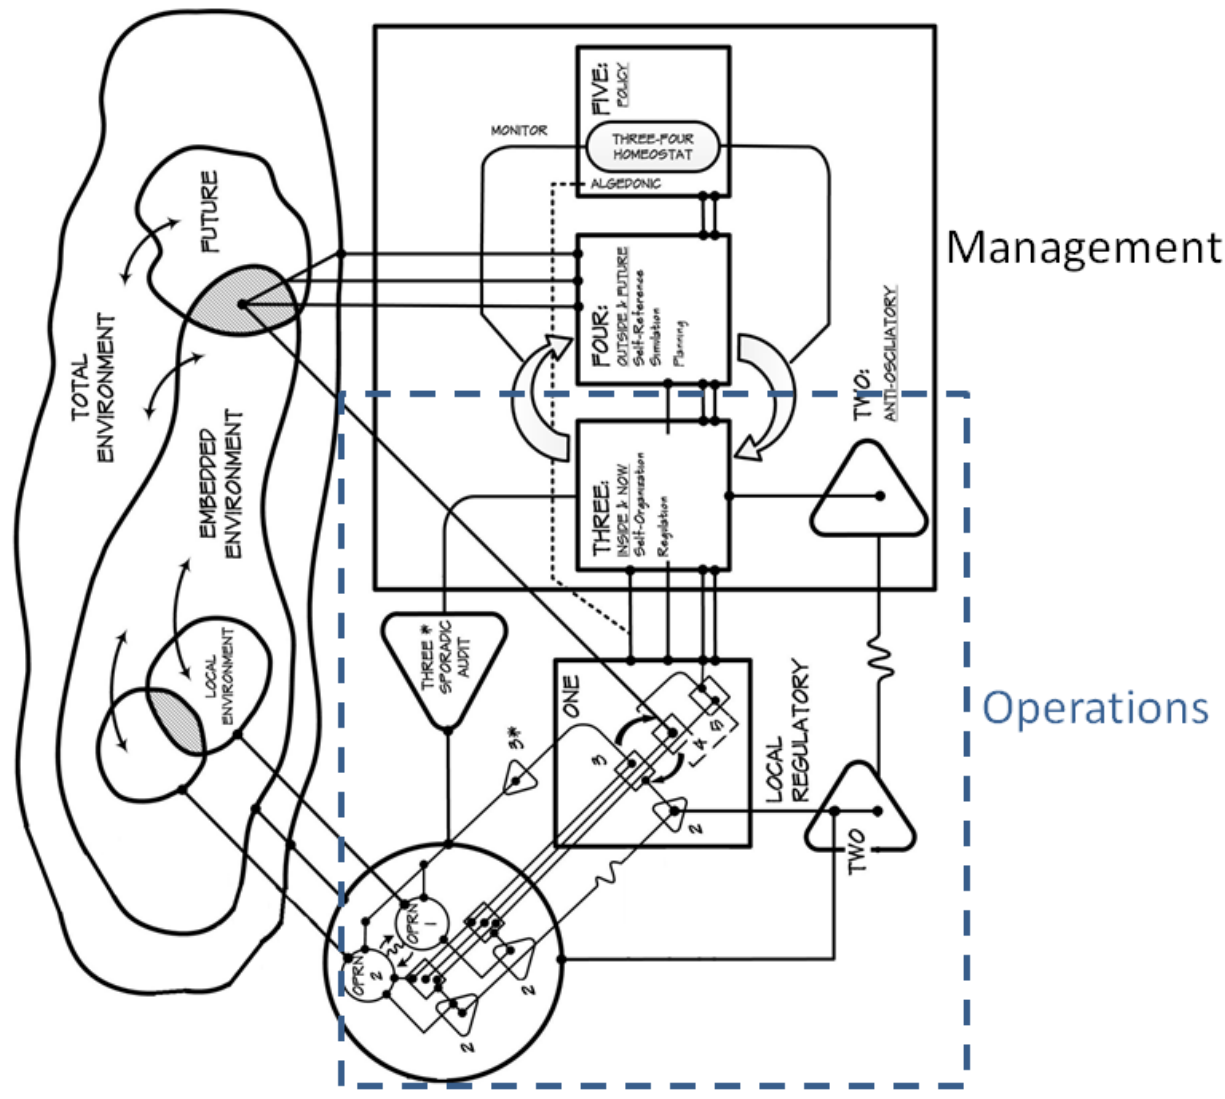 FIVE:
POLICY
MONITOR
THREE-FOUR
HOMEOSTAT
ALGEDONIC
FUTURE
Management
FOUR:
OUTSIDE & FUTURE
Self-Reference
Simulation
Planning
TOTAL
ENVIRONMENT
TWO:
ANTI-OSCILIATORY
EMBEDDED
ENVIRONMENT
THREE:
INSIDE & NOW
Self-Organization
Regulation
THREE *
SPORADIC
AUDIT
LOCAL
ENVIRONMENT
ONE
LOCAL
REGULATORY
Operations
5
4
3
3*
2
TWO
OPRN
1
OPRN
2
2
2